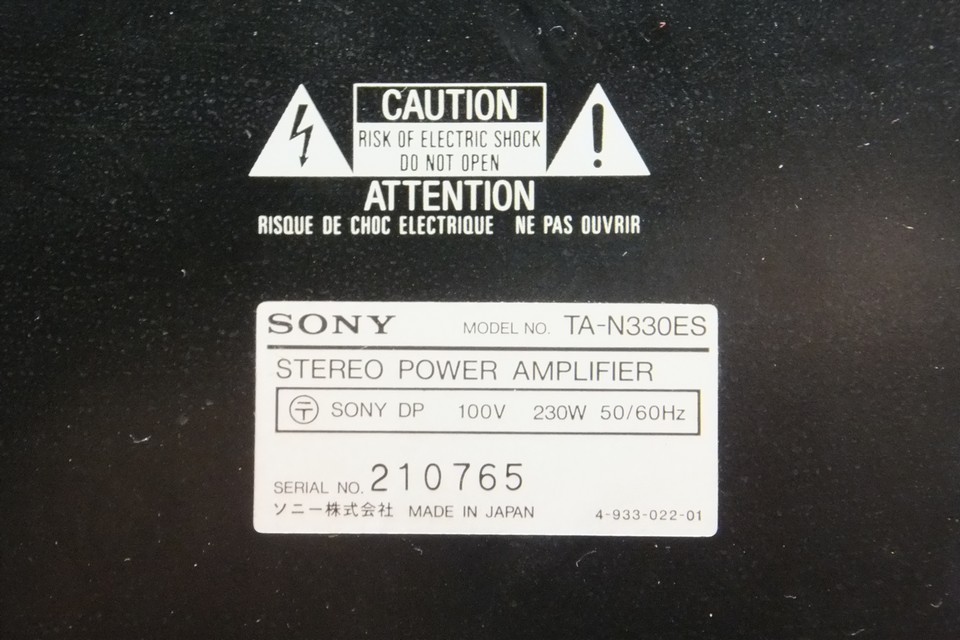 CAUTION
RISK OF ELECTRIC SHOCK
DO NOT OPEN
ATTENTION
RISQUE DE CHOC ELECTRIQUE NE PAS OUVRIR
SONY MODEL NO. TA-N330ES
STEREO POWER AMPLIFIER
〒 SONY DP 100V 230W 50/60Hz
SERIAL NO. 210765
ソニー株式会社 MADE IN JAPAN 4-933-022-01